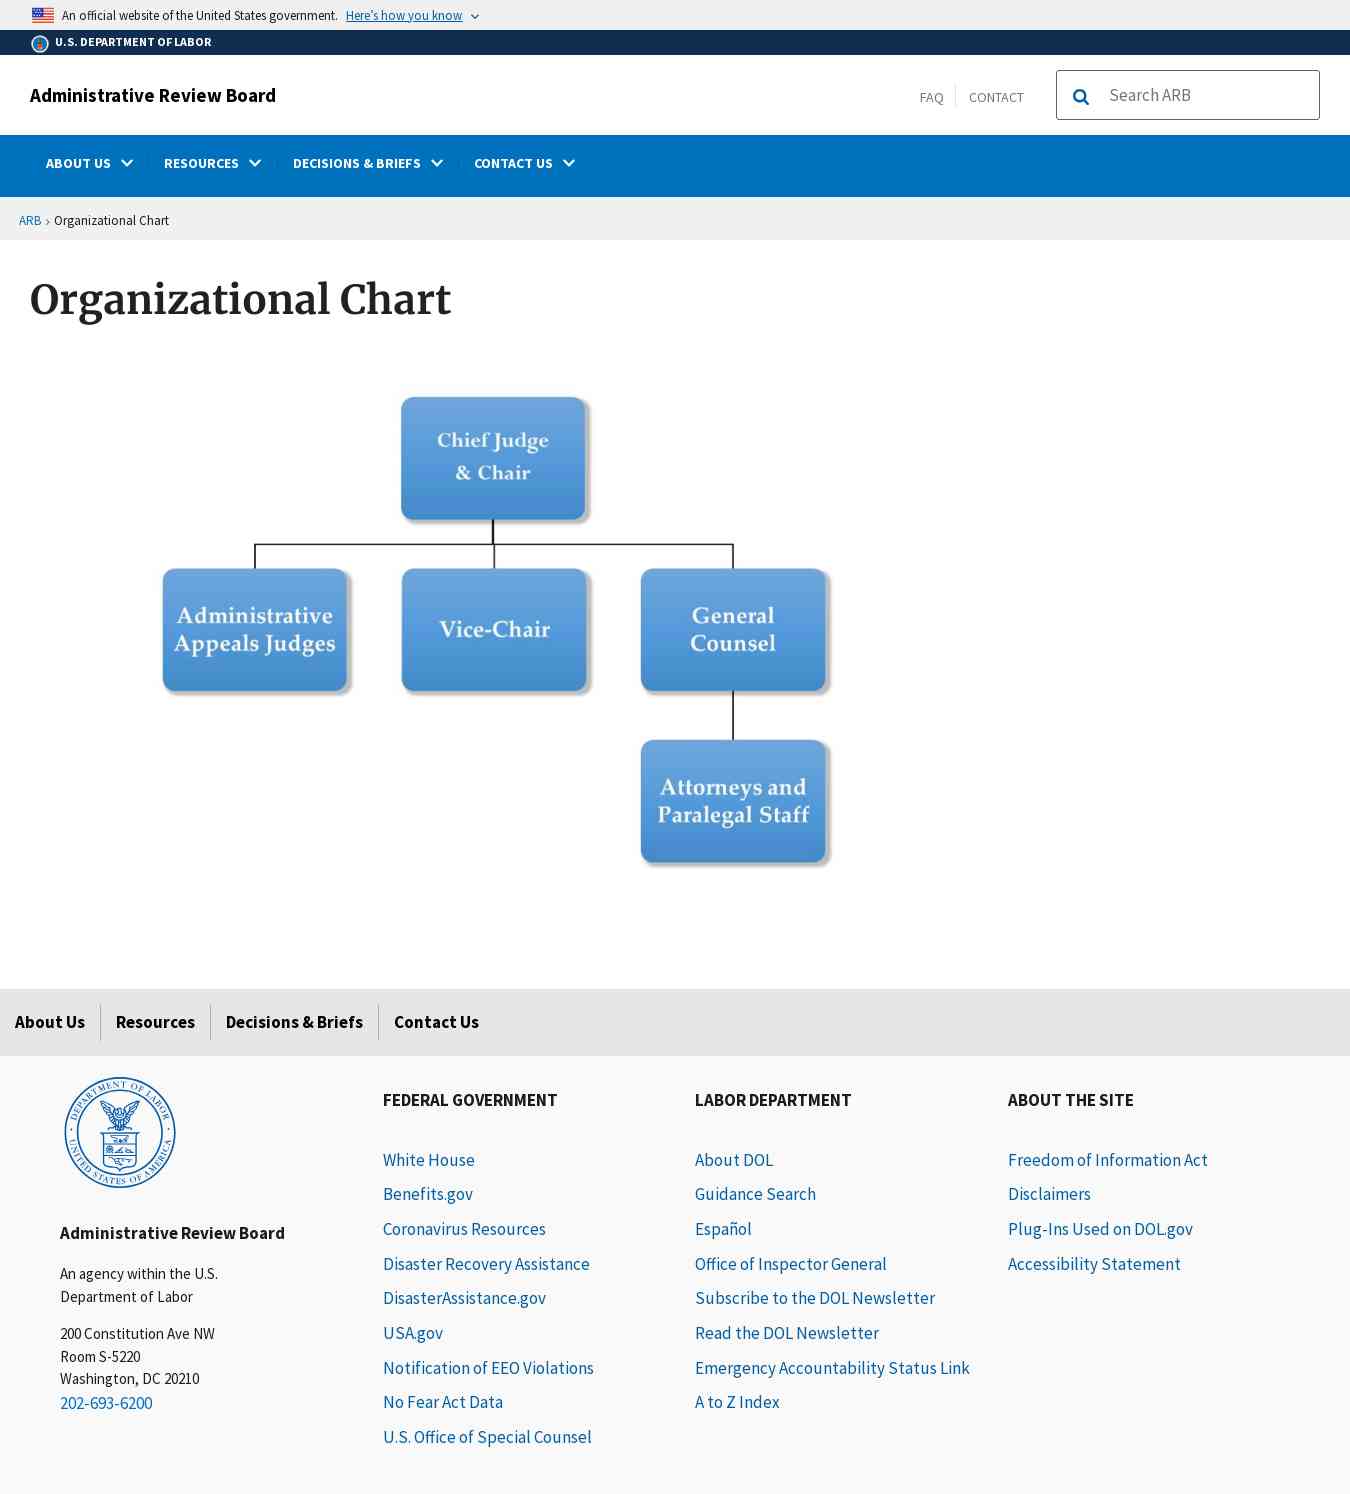 An official website of the United States government. Here's how you know
U.S. DEPARTMENT OF LABOR
Administrative Review Board
FAQ
CONTACT
Search ARB
ABOUT US
RESOURCES
DECISIONS & BRIEFS
CONTACT US
ARB › Organizational Chart
Organizational Chart
Chief Judge
& Chair
Administrative
Appeals Judges
Vice-Chair
General
Counsel
Attorneys and
Paralegal Staff
About Us
Resources
Decisions & Briefs
Contact Us
DEPARTMENT OF LABOR
UNITED STATES OF AMERICA
Administrative Review Board
An agency within the U.S.
Department of Labor
200 Constitution Ave NW
Room S-5220
Washington, DC 20210
202-693-6200
FEDERAL GOVERNMENT
White House
Benefits.gov
Coronavirus Resources
Disaster Recovery Assistance
DisasterAssistance.gov
USA.gov
Notification of EEO Violations
No Fear Act Data
U.S. Office of Special Counsel
LABOR DEPARTMENT
About DOL
Guidance Search
Español
Office of Inspector General
Subscribe to the DOL Newsletter
Read the DOL Newsletter
Emergency Accountability Status Link
A to Z Index
ABOUT THE SITE
Freedom of Information Act
Disclaimers
Plug-Ins Used on DOL.gov
Accessibility Statement